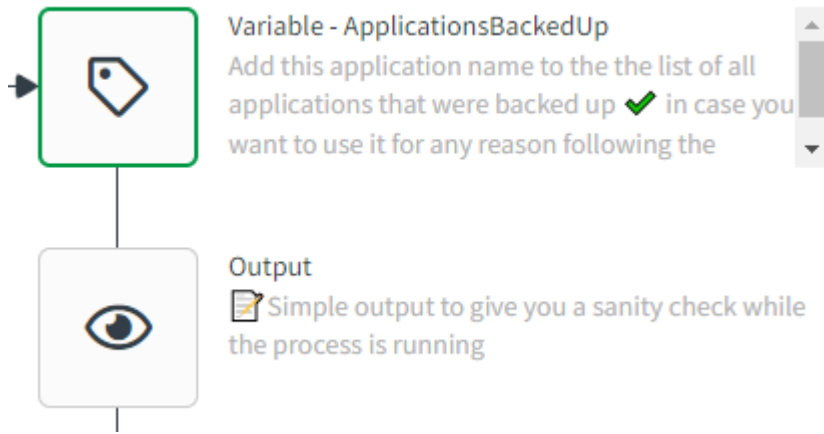 Variable - ApplicationsBackedUp
Add this application name to the the list of all
applications that were backed up ✔ in case you
want to use it for any reason following the
Output
📝Simple output to give you a sanity check while
the process is running